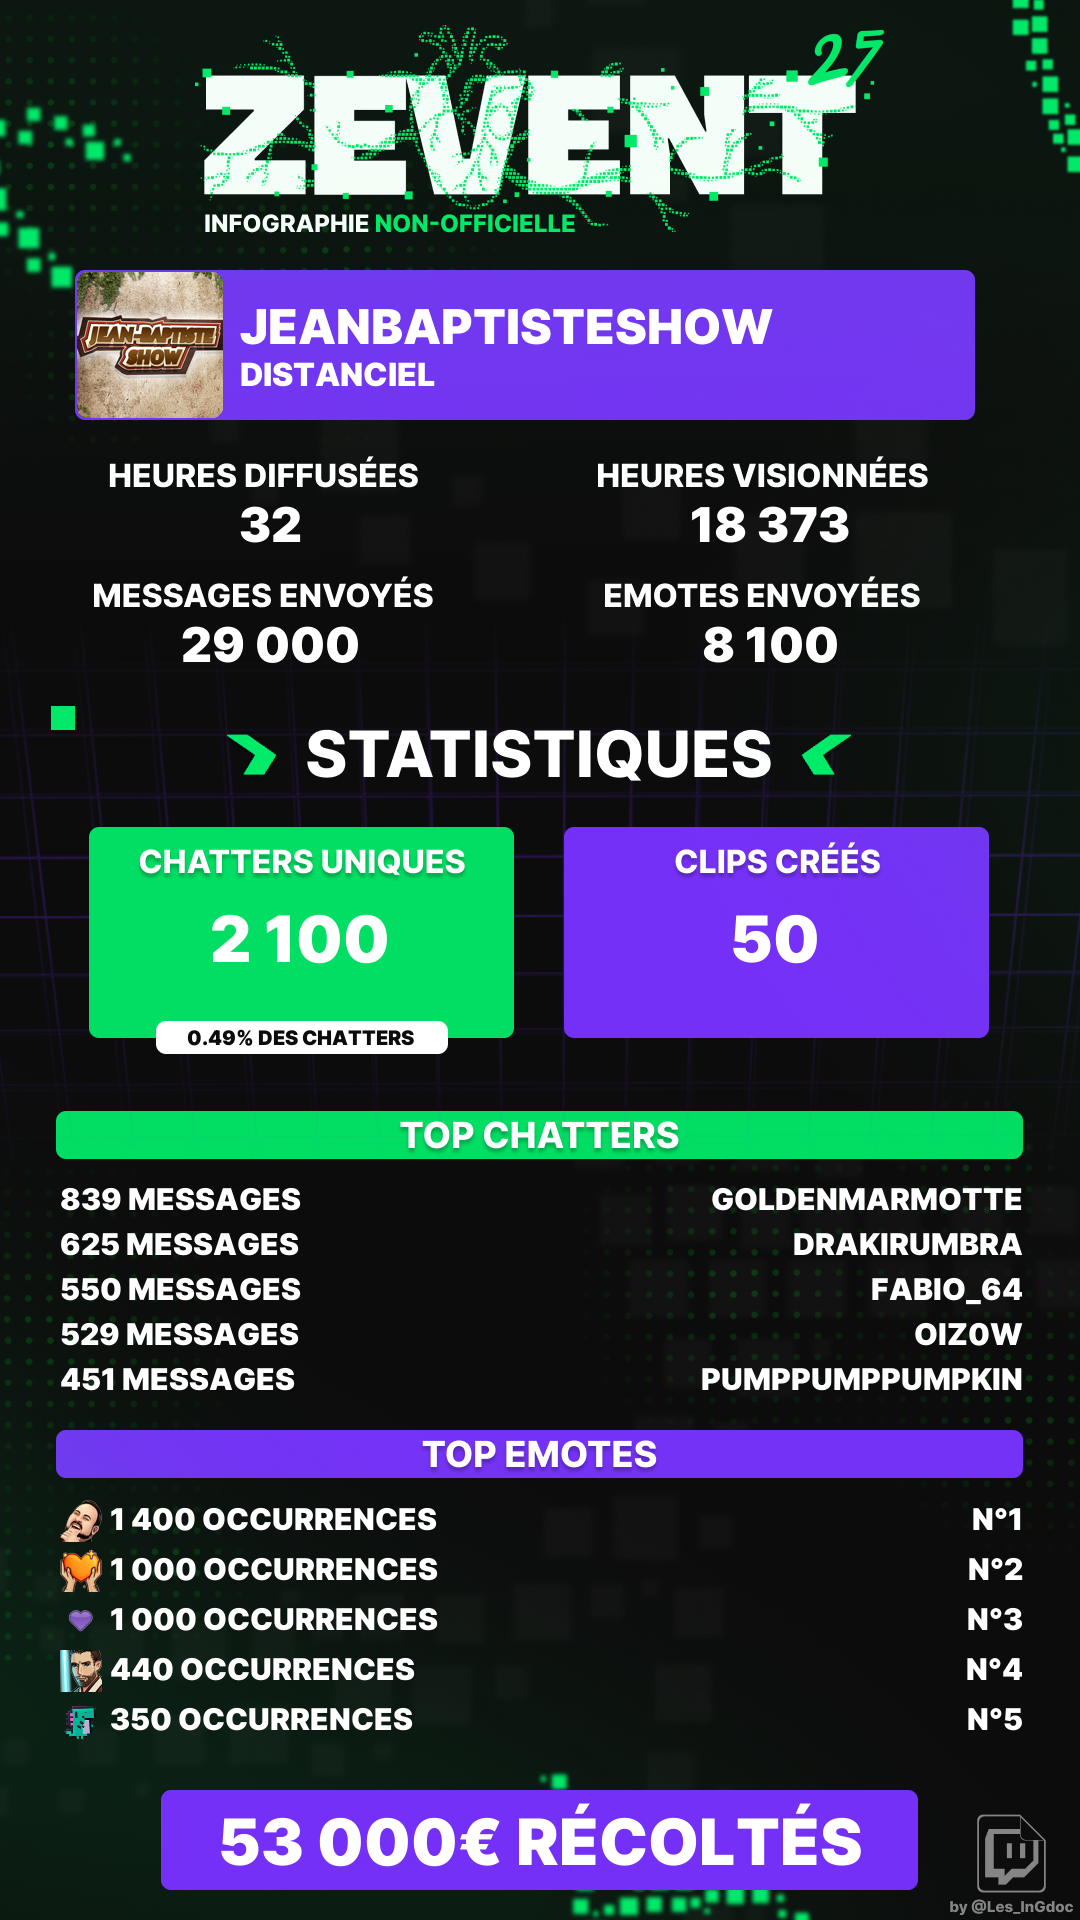 ZEVENT 25
INFOGRAPHIE NON-OFFICIELLE
JEAN-BAPTISTE
SHOW
JEANBAPTISTESHOW
DISTANCIEL
HEURES DIFFUSÉES
32
HEURES VISIONNÉES
18 373
MESSAGES ENVOYÉS
29 000
EMOTES ENVOYÉES
8 100
STATISTIQUES
CHATTERS UNIQUES
2 100
0.49% DES CHATTERS
CLIPS CRÉÉS
50
TOP CHATTERS
839 MESSAGES GOLDENMARMOTTE
625 MESSAGES DRAKIRUMBRA
550 MESSAGES FABIO_64
529 MESSAGES OIZ0W
451 MESSAGES PUMPPUMPPUMPKIN
TOP EMOTES
1 400 OCCURRENCES N°1
1 000 OCCURRENCES N°2
1 000 OCCURRENCES N°3
440 OCCURRENCES N°4
350 OCCURRENCES N°5
53 000€ RÉCOLTÉS
by @Les_InGdoc